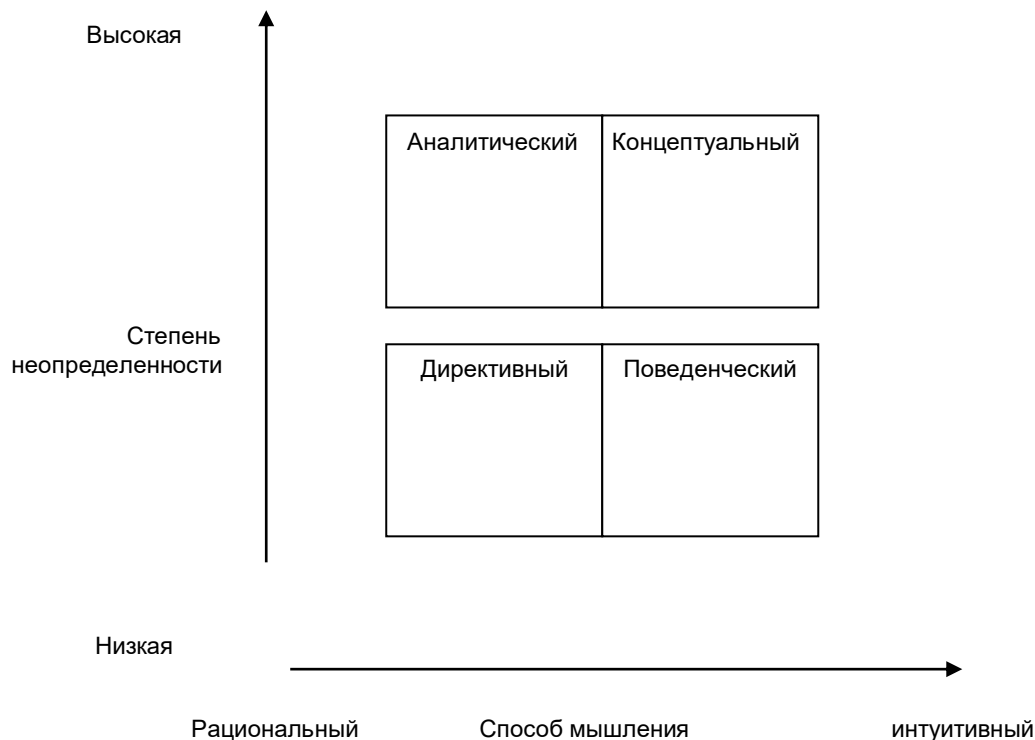 Высокая
Аналитический
Концептуальный
Степень
неопределенности
Директивный
Поведенческий
Низкая
Рациональный
Способ мышления
интуитивный